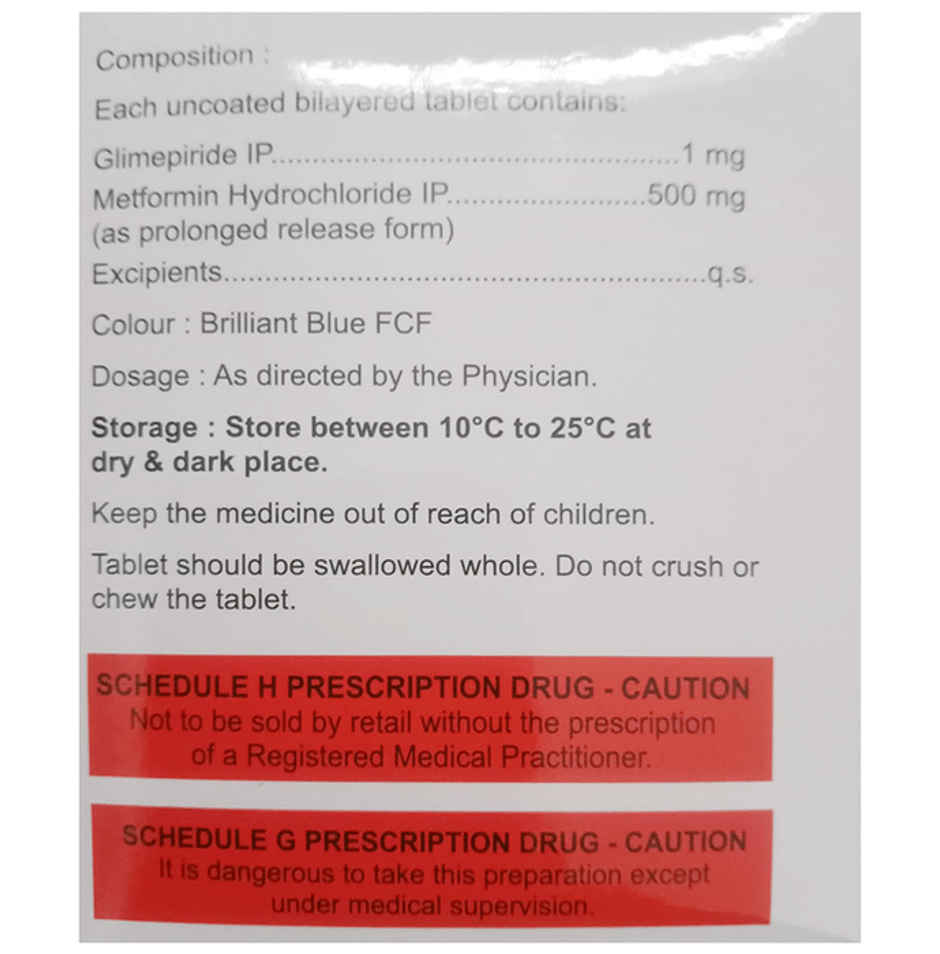 Composition :
Each uncoated bilayered tablet contains:
Glimepiride IP..................................................1 mg
Metformin Hydrochloride IP........................500 mg
(as prolonged release form)
Excipients...........................................................q.s.
Colour : Brilliant Blue FCF
Dosage : As directed by the Physician.
Storage : Store between 10°C to 25°C at
dry & dark place.
Keep the medicine out of reach of children.
Tablet should be swallowed whole. Do not crush or
chew the tablet.
SCHEDULE H PRESCRIPTION DRUG - CAUTION
Not to be sold by retail without the prescription
of a Registered Medical Practitioner.
SCHEDULE G PRESCRIPTION DRUG - CAUTION
It is dangerous to take this preparation except
under medical supervision.